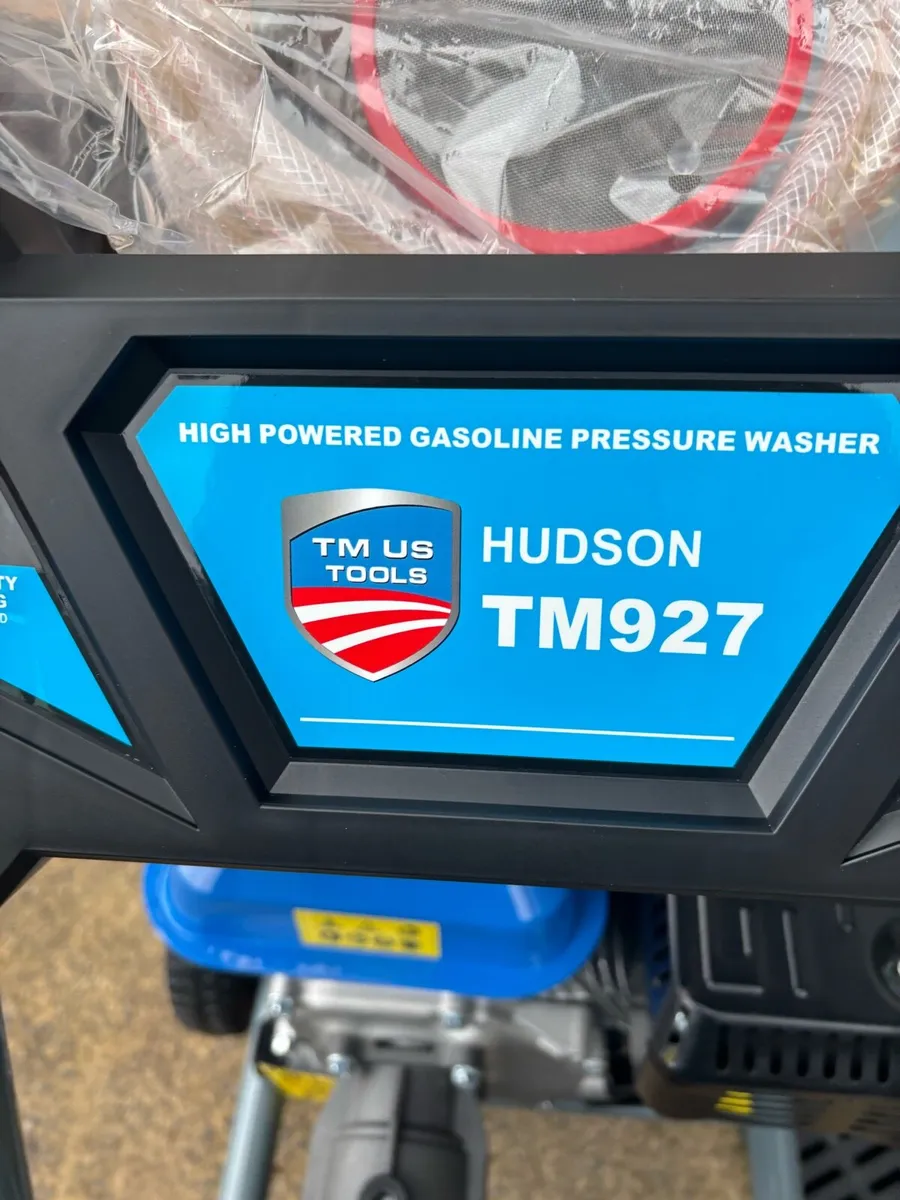 HIGH POWERED GASOLINE PRESSURE WASHER
TM US
TOOLS
HUDSON
TM927